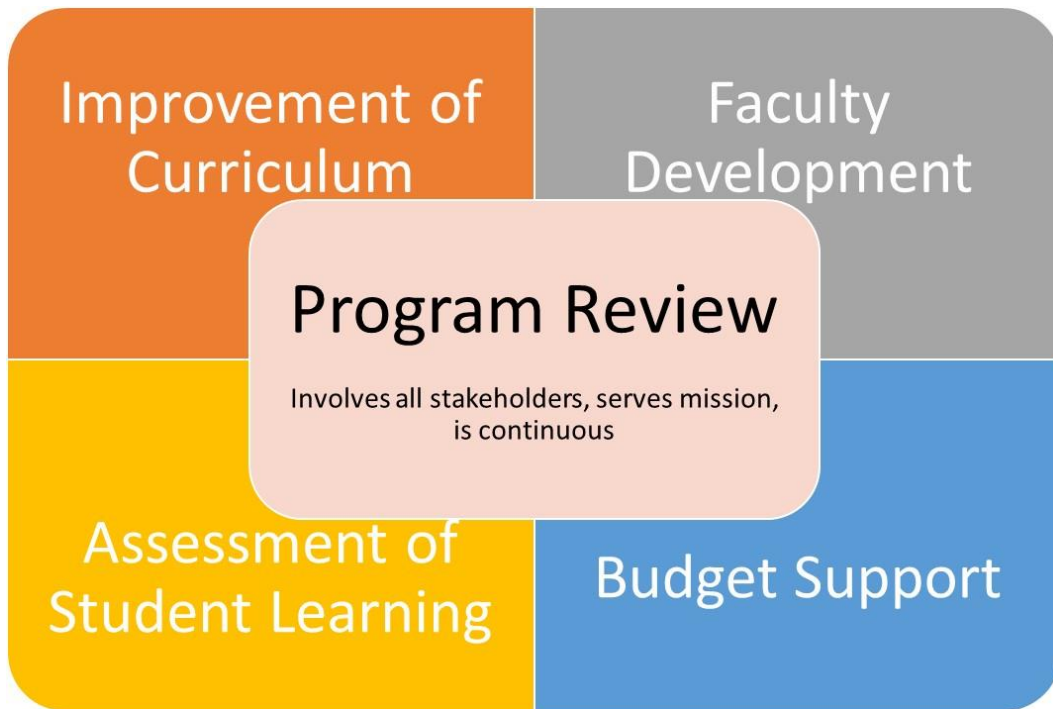 Improvement of
Curriculum
Faculty
Development
Program Review
Involves all stakeholders, serves mission,
is continuous
Assessment of
Student Learning
Budget Support